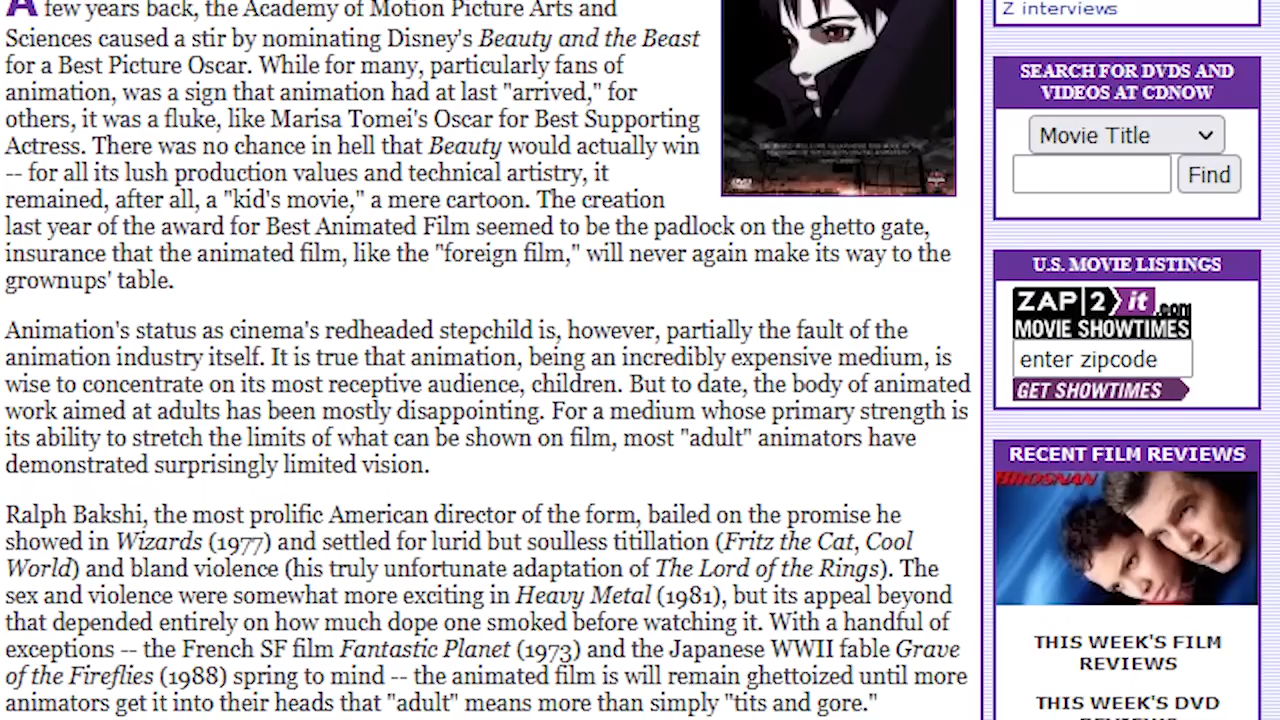 A few years back, the Academy of Motion Picture Arts and
Sciences caused a stir by nominating Disney's Beauty and the Beast
for a Best Picture Oscar. While for many, particularly fans of
animation, was a sign that animation had at last "arrived," for
others, it was a fluke, like Marisa Tomei's Oscar for Best Supporting
Actress. There was no chance in hell that Beauty would actually win
-- for all its lush production values and technical artistry, it
remained, after all, a "kid's movie," a mere cartoon. The creation
last year of the award for Best Animated Film seemed to be the padlock on the ghetto gate,
insurance that the animated film, like the "foreign film," will never again make its way to the
grownups' table.
Animation's status as cinema's redheaded stepchild is, however, partially the fault of the
animation industry itself. It is true that animation, being an incredibly expensive medium, is
wise to concentrate on its most receptive audience, children. But to date, the body of animated
work aimed at adults has been mostly disappointing. For a medium whose primary strength is
its ability to stretch the limits of what can be shown on film, most "adult" animators have
demonstrated surprisingly limited vision.
Ralph Bakshi, the most prolific American director of the form, bailed on the promise he
showed in Wizards (1977) and settled for lurid but soulless titillation (Fritz the Cat, Cool
World) and bland violence (his truly unfortunate adaptation of The Lord of the Rings). The
sex and violence were somewhat more exciting in Heavy Metal (1981), but its appeal beyond
that depended entirely on how much dope one smoked before watching it. With a handful of
exceptions -- the French SF film Fantastic Planet (1973) and the Japanese WWII fable Grave
of the Fireflies (1988) spring to mind -- the animated film is will remain ghettoized until more
animators get it into their heads that "adult" means more than simply "tits and gore."
Z interviews
SEARCH FOR DVDS AND
VIDEOS AT CDNOW
Movie Title
Find
U.S. MOVIE LISTINGS
ZAP2it.com
MOVIE SHOWTIMES
enter zipcode
GET SHOWTIMES
RECENT FILM REVIEWS
BROSNAN
THIS WEEK'S FILM
REVIEWS
THIS WEEK'S DVD